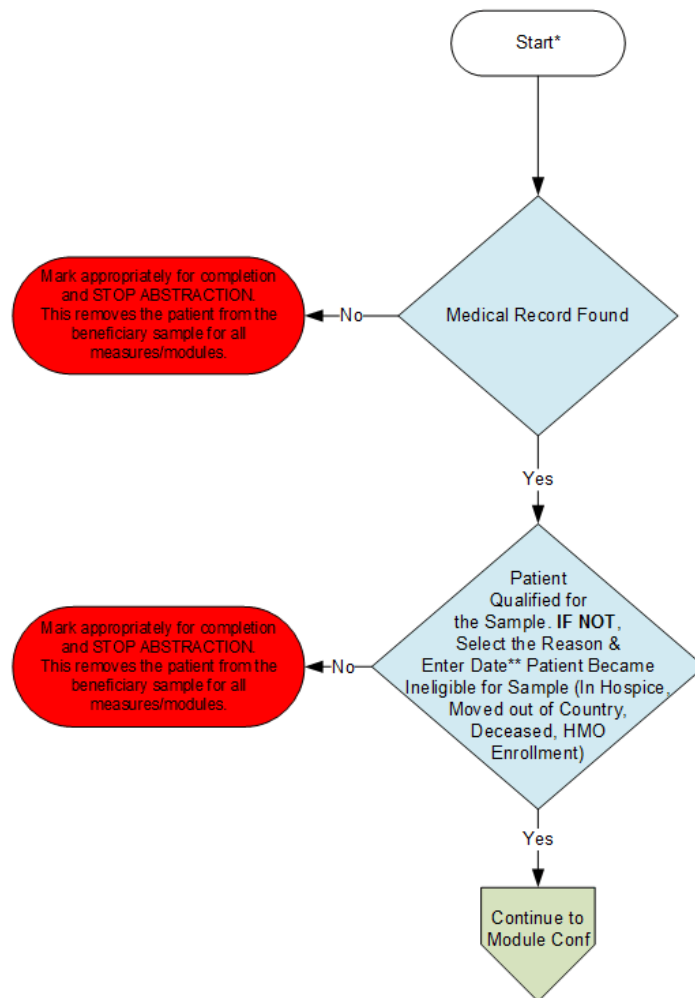 Start*
Medical Record Found
Mark appropriately for completion
and STOP ABSTRACTION.
This removes the patient from the
beneficiary sample for all
measures/modules.
No
Yes
Patient
Qualified for
the Sample. IF NOT,
Select the Reason &
Enter Date** Patient Became
Ineligible for Sample (In Hospice,
Moved out of Country,
Deceased, HMO
Enrollment)
Mark appropriately for completion
and STOP ABSTRACTION.
This removes the patient from the
beneficiary sample for all
measures/modules.
No
Yes
Continue to
Module Conf